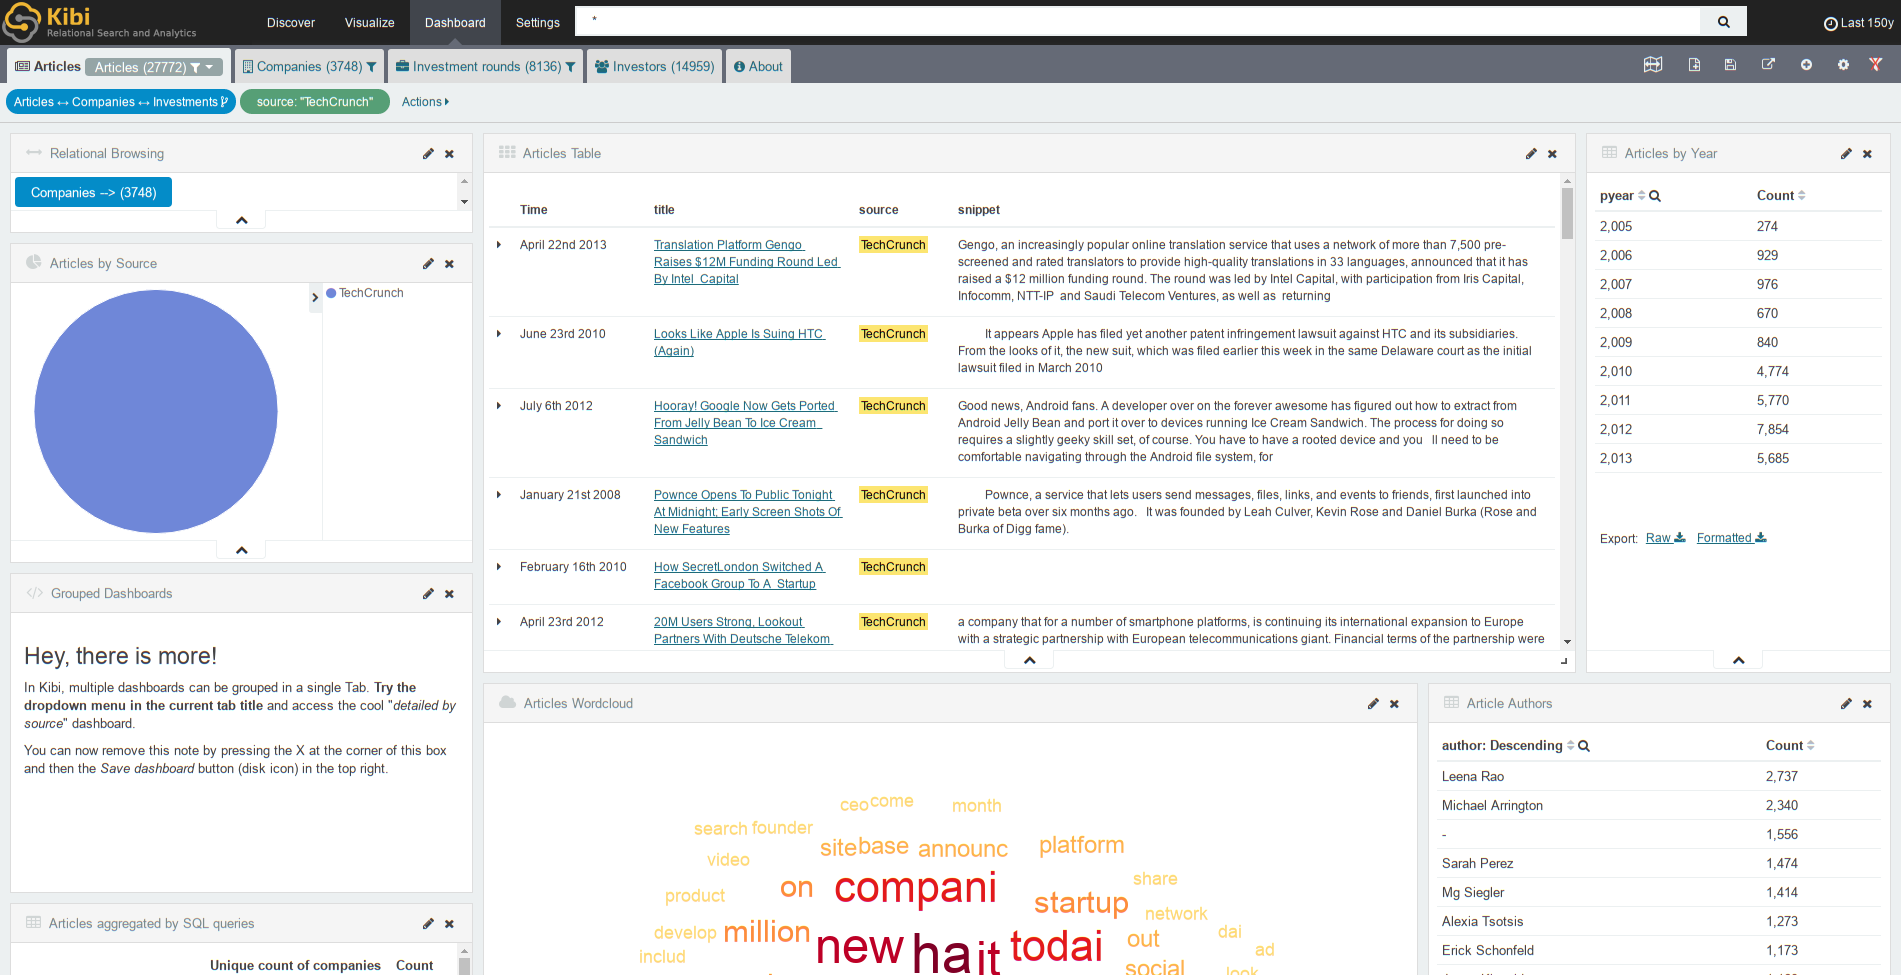 Kibi
Relational Search and Analytics
Discover Visualize Dashboard Settings * Last 150y
Articles Articles (27772) Companies (3748) Investment rounds (8136) Investors (14959) About
Articles ↔ Companies ↔ Investments source: "TechCrunch" Actions
Relational Browsing
Companies --> (3748)
Articles by Source
TechCrunch
Grouped Dashboards
Hey, there is more!
In Kibi, multiple dashboards can be grouped in a single Tab. Try the
dropdown menu in the current tab title and access the cool "detailed by
source" dashboard.
You can now remove this note by pressing the X at the corner of this box
and then the Save dashboard button (disk icon) in the top right.
Articles aggregated by SQL queries
Unique count of companies Count
Articles Table
Time title source snippet
April 22nd 2013 Translation Platform Gengo TechCrunch Gengo, an increasingly popular online translation service that uses a network of more than 7,500 pre-
Raises $12M Funding Round Led screened and rated translators to provide high-quality translations in 33 languages, announced that it has
By Intel Capital raised a $12 million funding round. The round was led by Intel Capital, with participation from Iris Capital,
Infocomm, NTT-IP and Saudi Telecom Ventures, as well as returning
June 23rd 2010 Looks Like Apple Is Suing HTC TechCrunch It appears Apple has filed yet another patent infringement lawsuit against HTC and its subsidiaries.
(Again) From the looks of it, the new suit, which was filed earlier this week in the same Delaware court as the initial
lawsuit filed in March 2010
July 6th 2012 Hooray! Google Now Gets Ported TechCrunch Good news, Android fans. A developer over on the forever awesome has figured out how to extract from
From Jelly Bean To Ice Cream Android Jelly Bean and port it over to devices running Ice Cream Sandwich. The process for doing so
Sandwich requires a slightly geeky skill set, of course. You have to have a rooted device and you ll need to be
comfortable navigating through the Android file system, for
January 21st 2008 Pownce Opens To Public Tonight TechCrunch Pownce, a service that lets users send messages, files, links, and events to friends, first launched into
At Midnight; Early Screen Shots Of private beta over six months ago. It was founded by Leah Culver, Kevin Rose and Daniel Burka (Rose and
New Features Burka of Digg fame).
February 16th 2010 How SecretLondon Switched A TechCrunch
Facebook Group To A Startup
April 23rd 2012 20M Users Strong, Lookout TechCrunch a company that for a number of smartphone platforms, is continuing its international expansion to Europe
Partners With Deutsche Telekom with a strategic partnership with European telecommunications giant. Financial terms of the partnership were
Articles by Year
pyear Count
2,005 274
2,006 929
2,007 976
2,008 670
2,009 840
2,010 4,774
2,011 5,770
2,012 7,854
2,013 5,685
Export: Raw Formatted
Articles Wordcloud
ceo come month
search founder
site base announc platform
video
product on compani share
startup network
develop million new ha it todai out dai
includ ad
social look
Article Authors
author: Descending Count
Leena Rao 2,737
Michael Arrington 2,340
- 1,556
Sarah Perez 1,474
Mg Siegler 1,414
Alexia Tsotsis 1,273
Erick Schonfeld 1,173